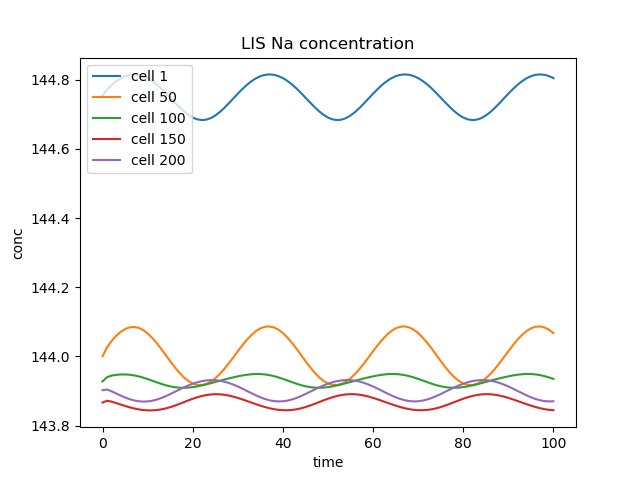 LIS Na concentration
cell 1
cell 50
cell 100
cell 150
cell 200
conc
144.8
144.6
144.4
144.2
144.0
143.8
0 20 40 60 80 100
time